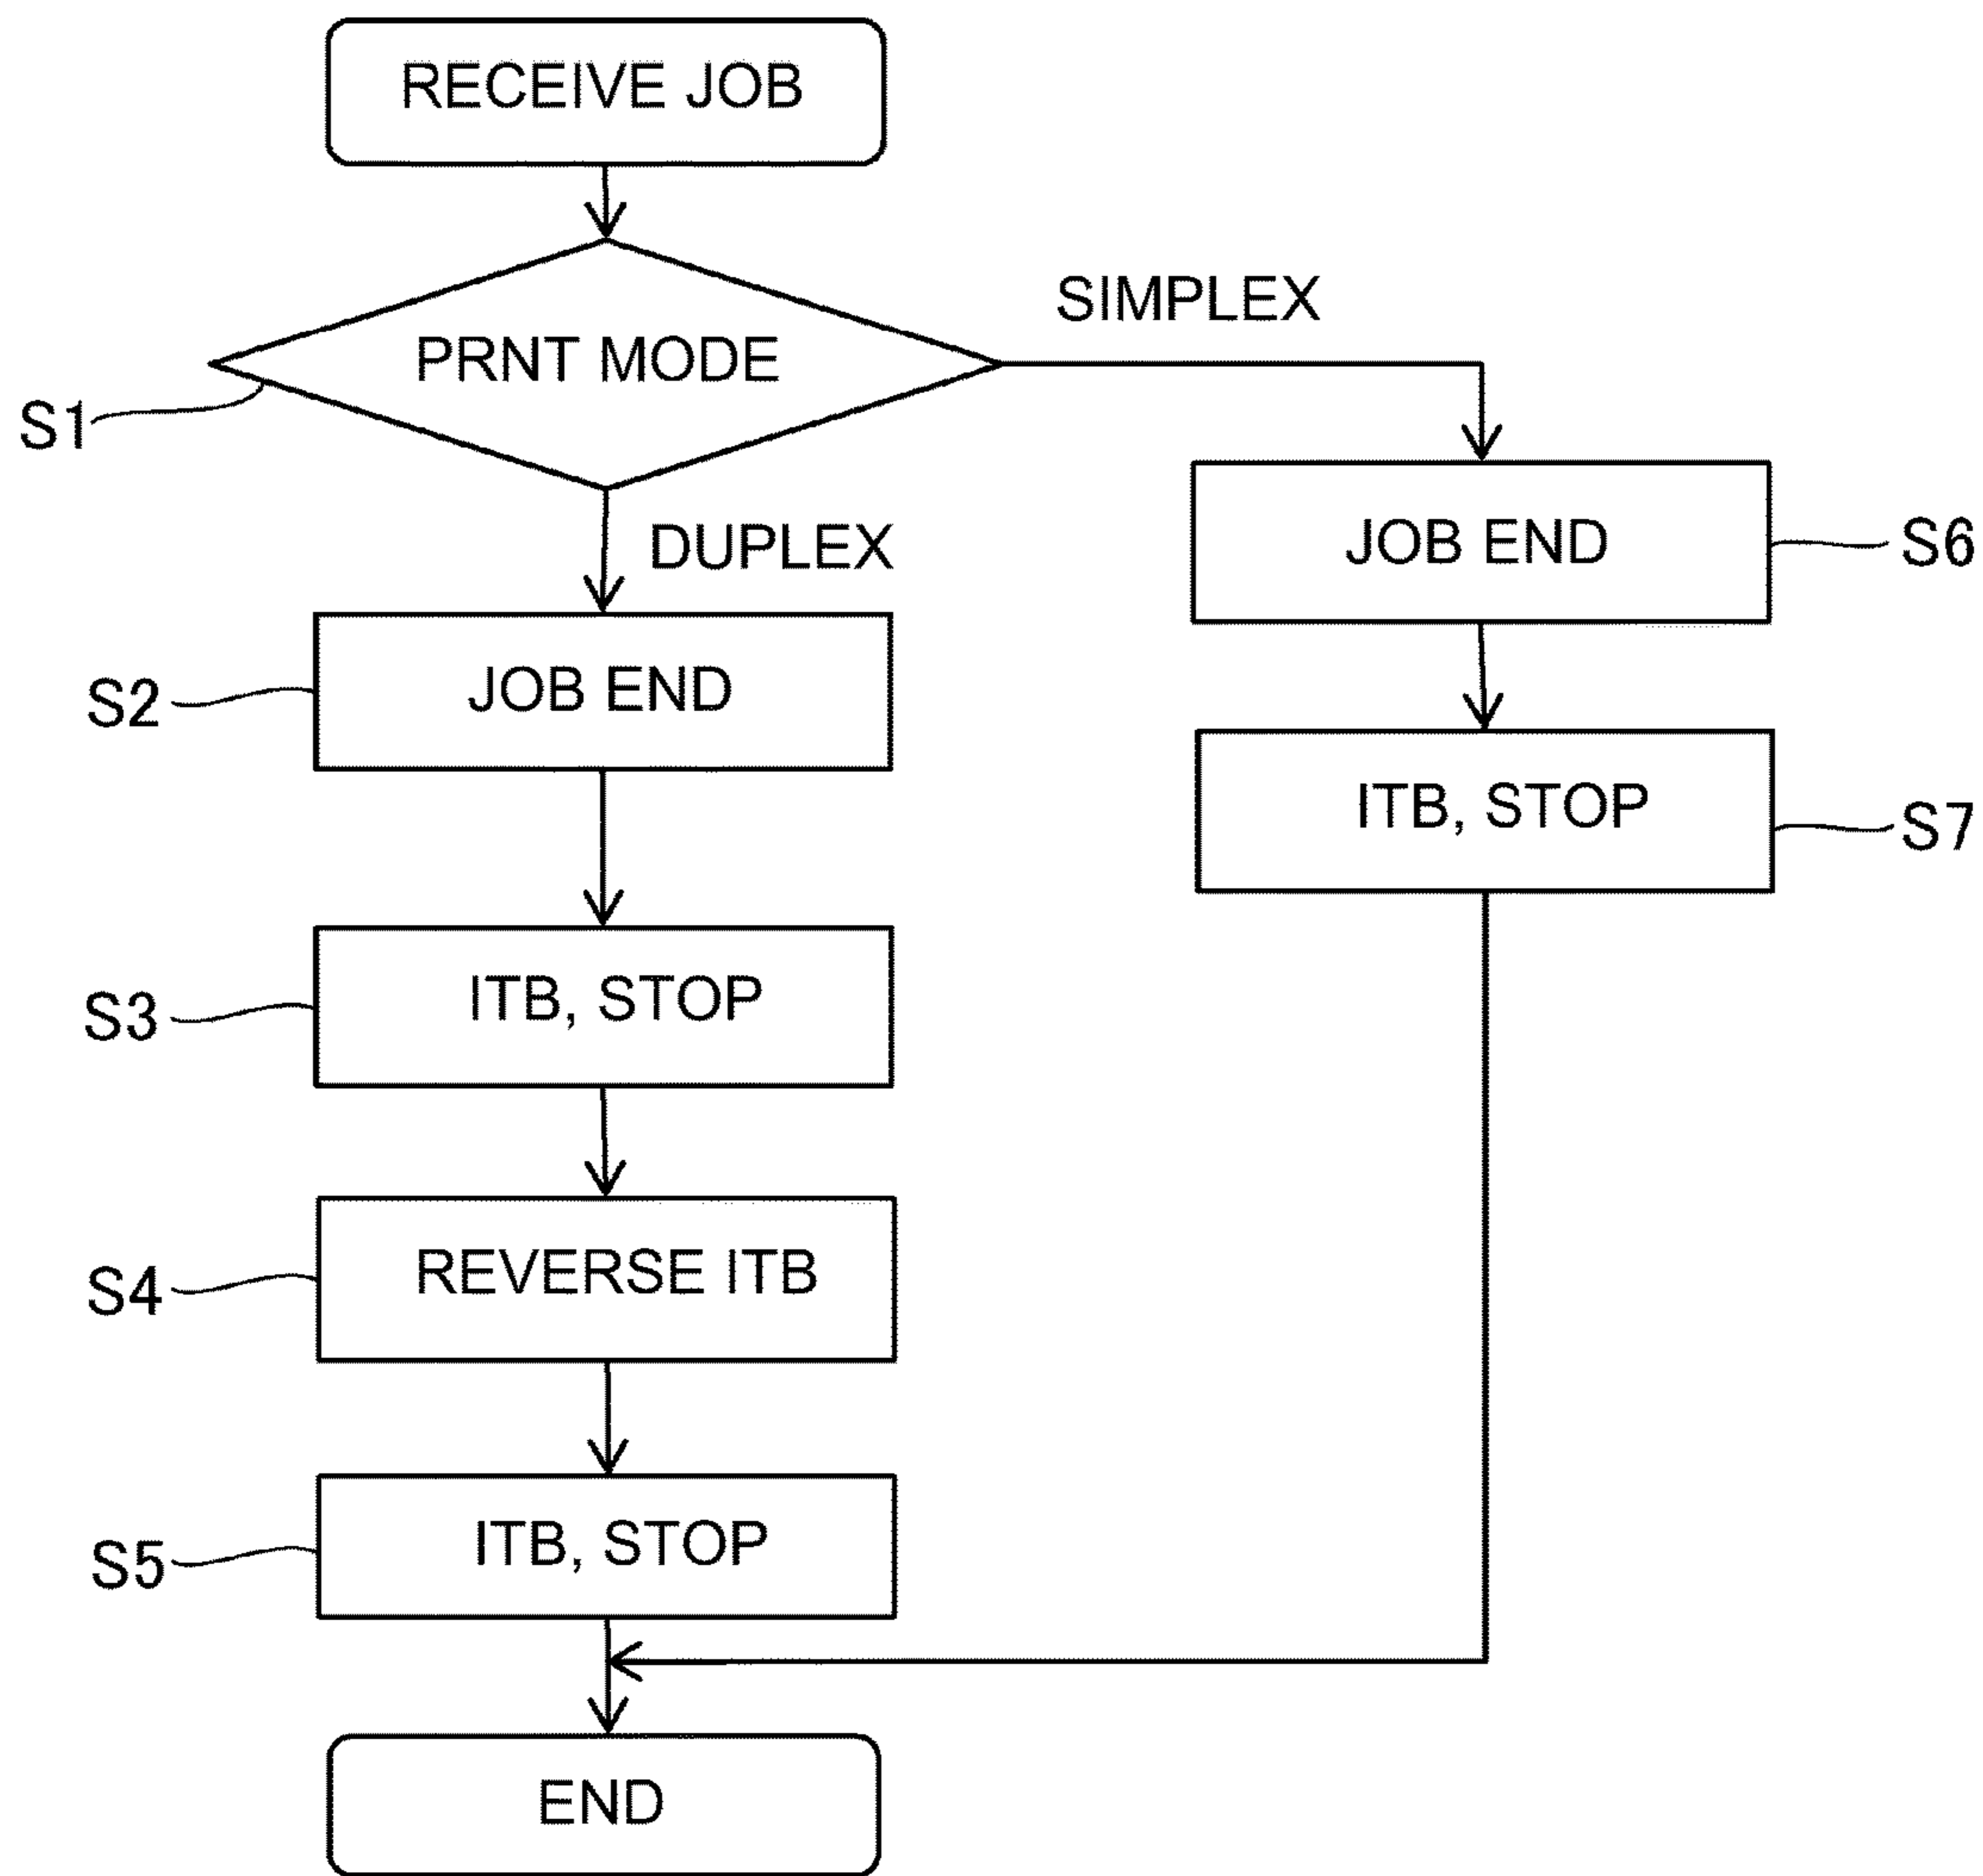 RECEIVE JOB
PRNT MODE
SIMPLEX
S1
DUPLEX
JOB END
S6
JOB END
S2
ITB, STOP
S7
ITB, STOP
S3
REVERSE ITB
S4
ITB, STOP
S5
END